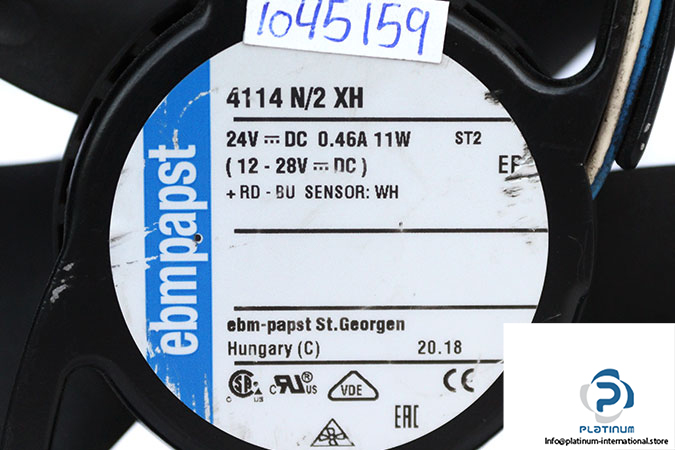 1045159
4114 N/2 XH
24V ⎓ DC 0.46A 11W ST2
(12 - 28V ⎓ DC)
+ RD - BU SENSOR: WH
ebmpapst
ebm-papst St.Georgen
Hungary (C) 20.18
C US
VDE
CE
EAC
PLATINUM
Info@platinum-international.store